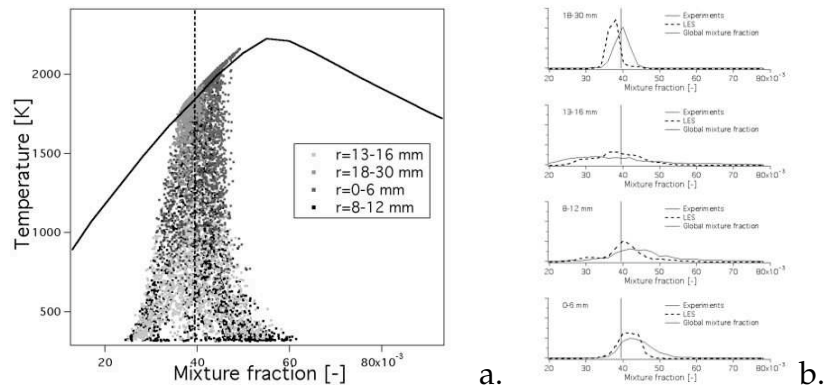 Temperature [K]
2000
1500
1000
500
r=13-16 mm
r=18-30 mm
r=0-6 mm
r=8-12 mm
20
40
60
80x10⁻³
Mixture fraction [-]
a.
18-30 mm
Experiments
LES
Global mixture fraction
20 30 40 50 60 70 80x10⁻³
Mixture fraction [-]
13-16 mm
Experiments
LES
Global mixture fraction
20 30 40 50 60 70 80x10⁻³
Mixture fraction [-]
8-12 mm
Experiments
LES
Global mixture fraction
20 30 40 50 60 70 80x10⁻³
Mixture fraction [-]
0-6 mm
Experiments
LES
Global mixture fraction
20 30 40 50 60 70 80x10⁻³
Mixture fraction [-]
b.